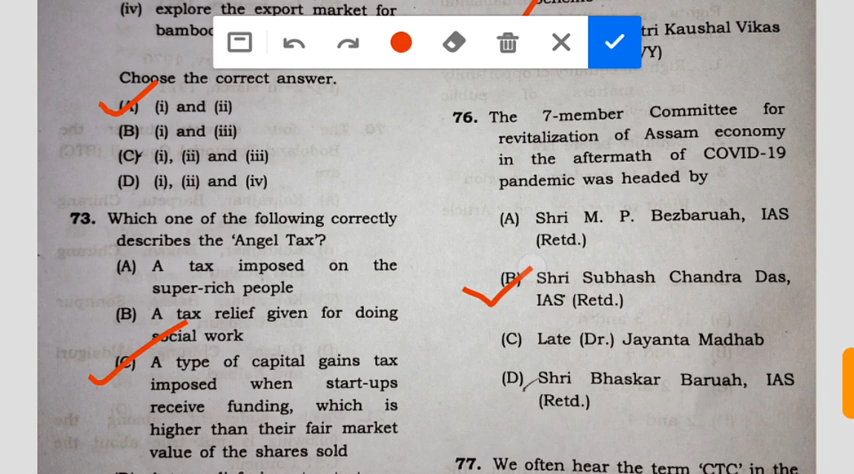 (iv) explore the export market for
bamboo
Choose the correct answer.
(A) (i) and (ii)
(B) (i) and (iii)
(C) (i), (ii) and (iii)
(D) (i), (ii) and (iv)
73. Which one of the following correctly
describes the ‘Angel Tax’?
(A) A tax imposed on the
super-rich people
(B) A tax relief given for doing
social work
(C) A type of capital gains tax
imposed when start-ups
receive funding, which is
higher than their fair market
value of the shares sold
tri Kaushal Vikas
76. The 7-member Committee for
revitalization of Assam economy
in the aftermath of COVID-19
pandemic was headed by
(A) Shri M. P. Bezbaruah, IAS
(Retd.)
(B) Shri Subhash Chandra Das,
IAS (Retd.)
(C) Late (Dr.) Jayanta Madhab
(D) Shri Bhaskar Baruah, IAS
(Retd.)
77. We often hear the term ‘CTC’ in the